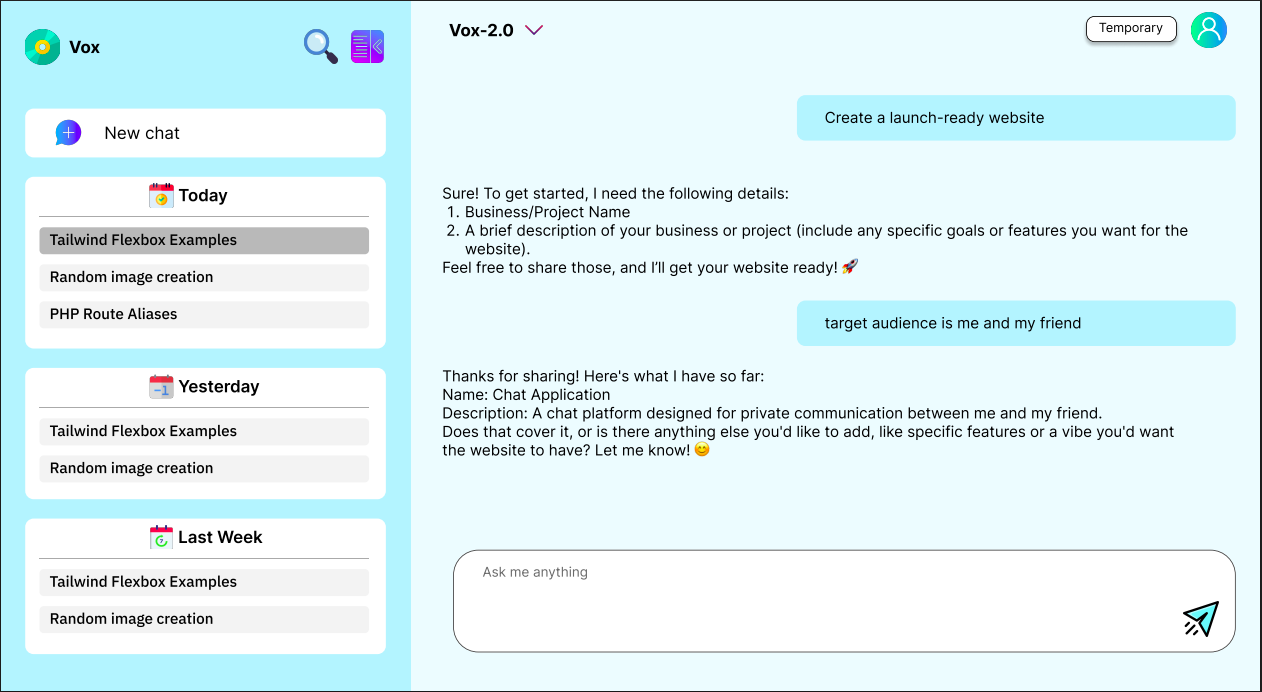 Vox
New chat
Today
Tailwind Flexbox Examples
Random image creation
PHP Route Aliases
-1 Yesterday
Tailwind Flexbox Examples
Random image creation
7 Last Week
Tailwind Flexbox Examples
Random image creation
Vox-2.0
Temporary
Create a launch-ready website
Sure! To get started, I need the following details:
1. Business/Project Name
2. A brief description of your business or project (include any specific goals or features you want for the
website).
Feel free to share those, and I’ll get your website ready! 🚀
target audience is me and my friend
Thanks for sharing! Here's what I have so far:
Name: Chat Application
Description: A chat platform designed for private communication between me and my friend.
Does that cover it, or is there anything else you'd like to add, like specific features or a vibe you'd want
the website to have? Let me know! 😊
Ask me anything